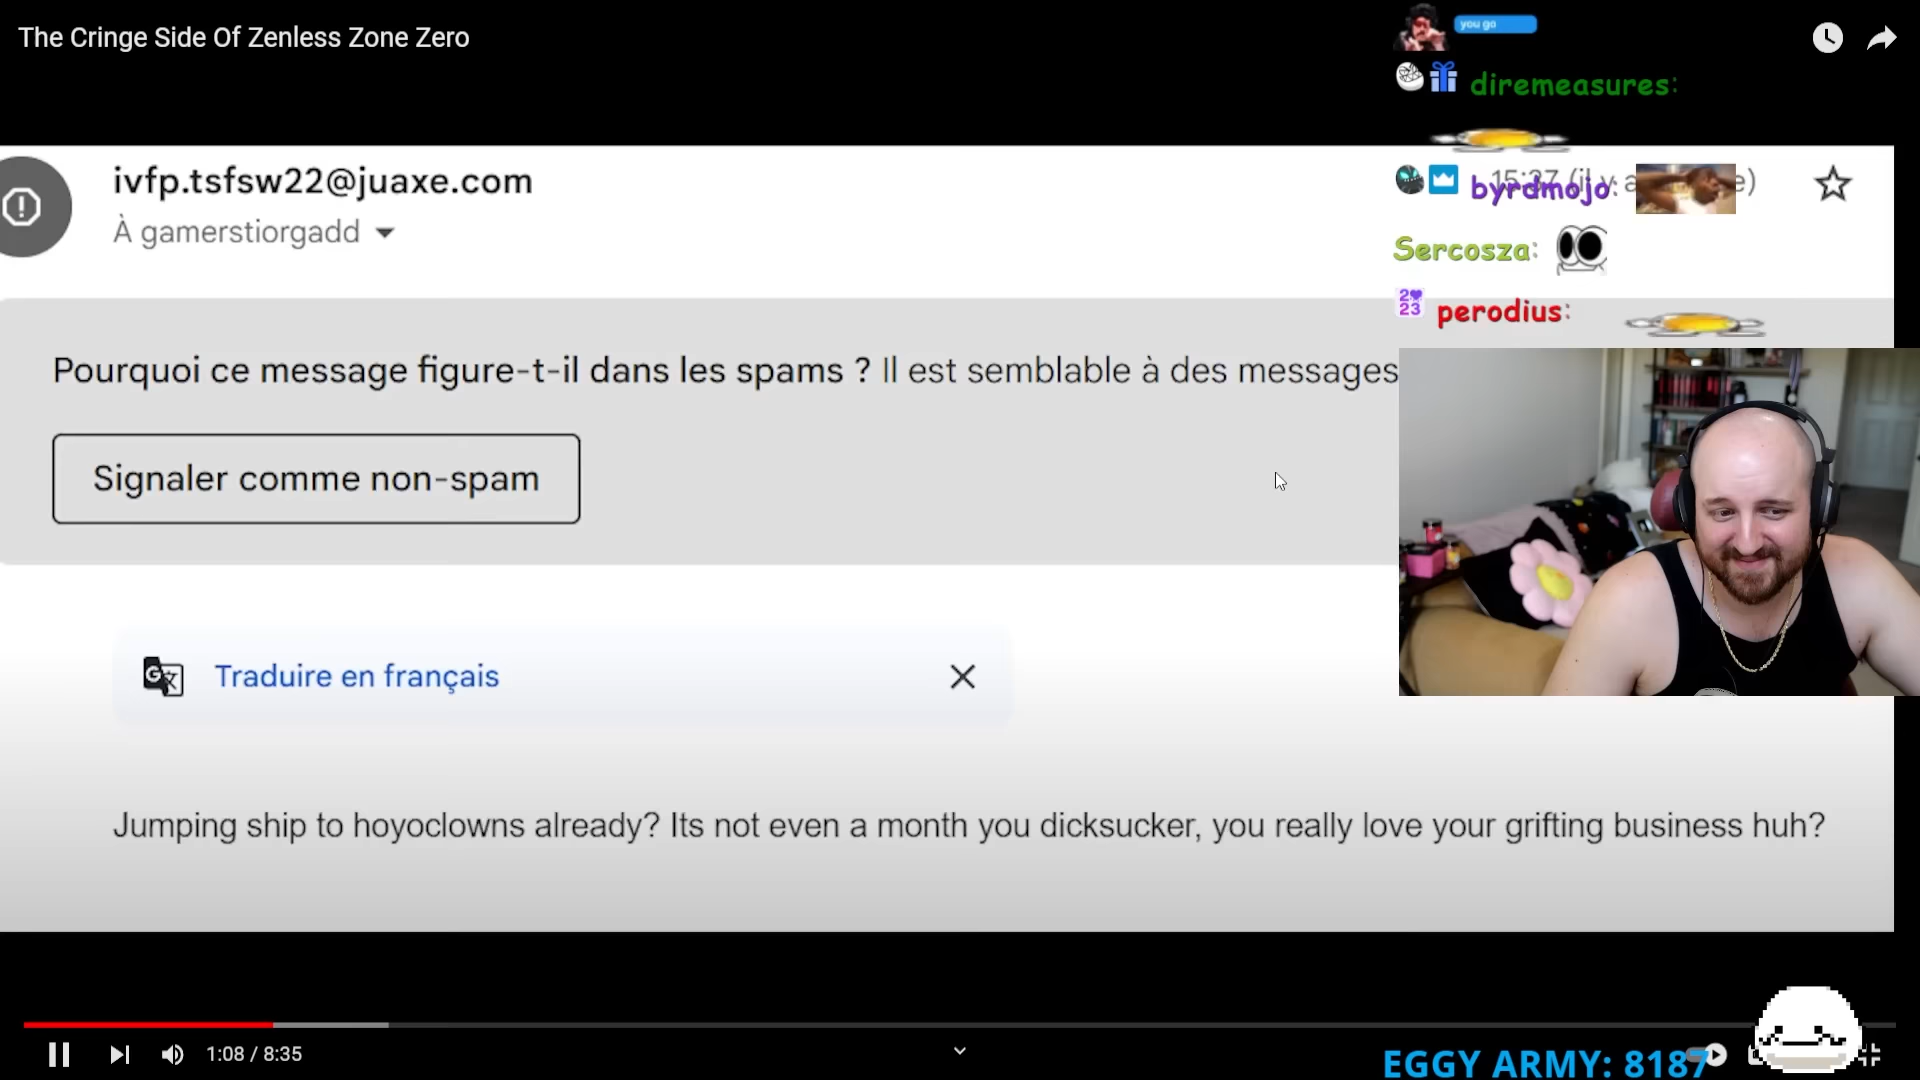 The Cringe Side Of Zenless Zone Zero
you go
diremeasures:
ivfp.tsfsw22@juaxe.com
byrdmojo:
À gamerstiorgadd
Sercosza:
2023
perodius:
Pourquoi ce message figure-t-il dans les spams ? Il est semblable à des messages
Signaler comme non-spam
Traduire en français
Jumping ship to hoyoclowns already? Its not even a month you dicksucker, you really love your grifting business huh?
1:08 / 8:35
EGGY ARMY: 8187